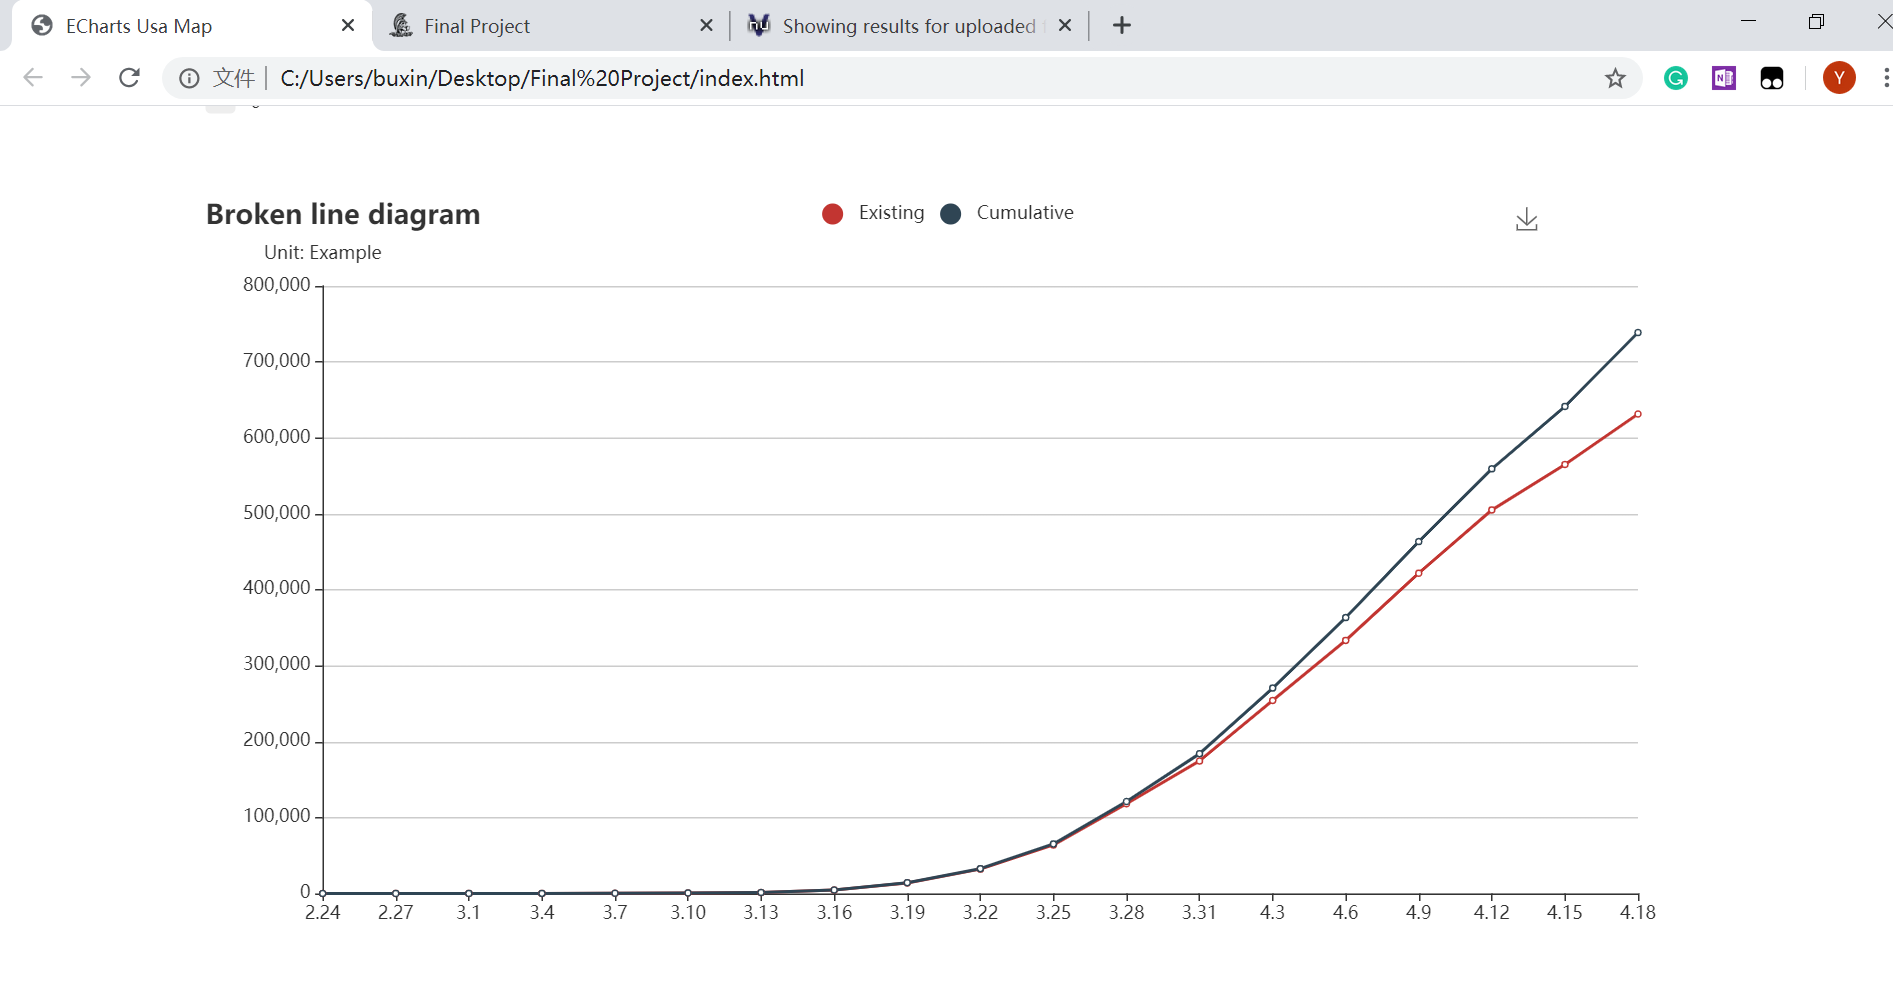 ECharts Usa Map
Final Project
Showing results for uploaded
文件
C:/Users/buxin/Desktop/Final%20Project/index.html
Y
Broken line diagram
Existing
Cumulative
Unit: Example
800,000
700,000
600,000
500,000
400,000
300,000
200,000
100,000
0
2.24 2.27 3.1 3.4 3.7 3.10 3.13 3.16 3.19 3.22 3.25 3.28 3.31 4.3 4.6 4.9 4.12 4.15 4.18